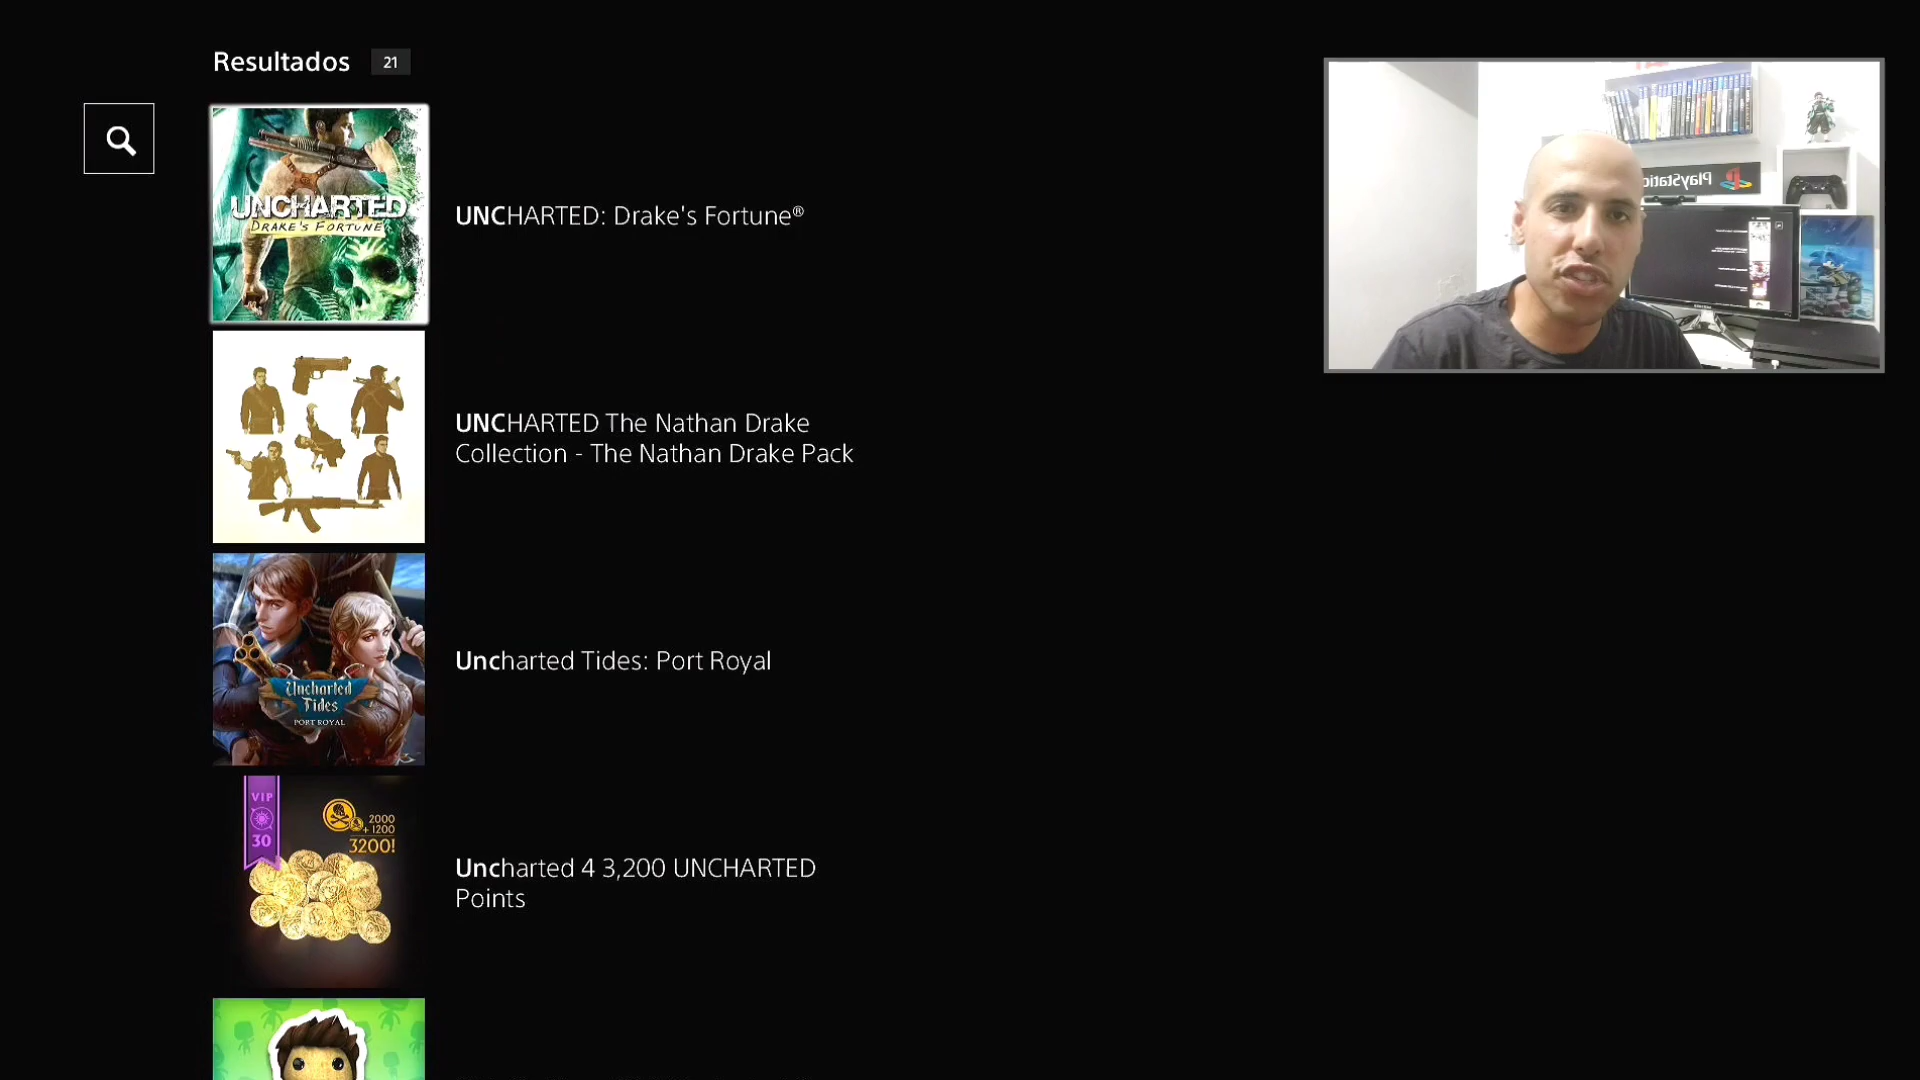 Resultados 21
UNCHARTED
DRAKE'S FORTUNE
UNCHARTED: Drake's Fortune®
UNCHARTED The Nathan Drake
Collection - The Nathan Drake Pack
Uncharted
Tides
PORT ROYAL
Uncharted Tides: Port Royal
VIP
30
2000
+ 1200
3200!
Uncharted 4 3,200 UNCHARTED
Points
PlayStatio